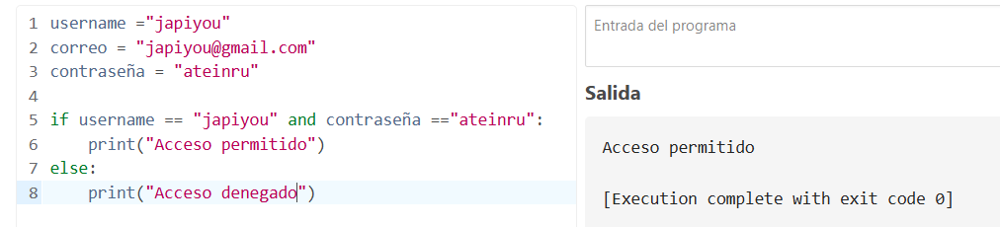 1 username ="japiyou"
2 correo = "japiyou@gmail.com"
3 contraseña = "ateinru"
4
5 if username == "japiyou" and contraseña =="ateinru":
6     print("Acceso permitido")
7 else:
8     print("Acceso denegado")
Entrada del programa
Salida
Acceso permitido
[Execution complete with exit code 0]